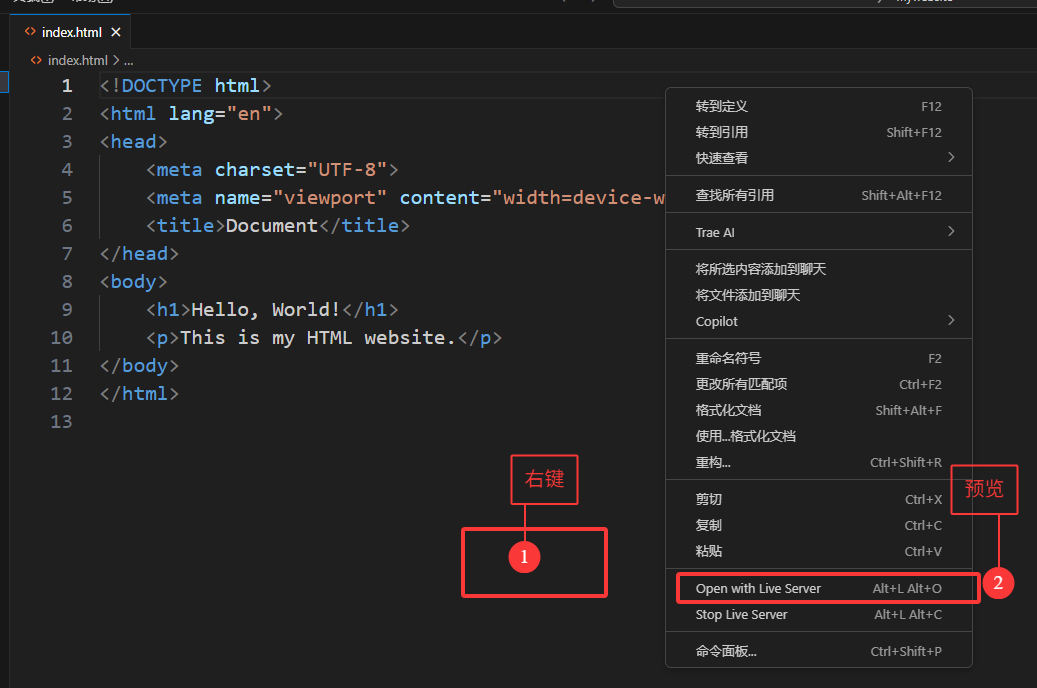 index.html
index.html > ...
1 <!DOCTYPE html>
2 <html lang="en">
3 <head>
4 <meta charset="UTF-8">
5 <meta name="viewport" content="width=device-w
6 <title>Document</title>
7 </head>
8 <body>
9 <h1>Hello, World!</h1>
10 <p>This is my HTML website.</p>
11 </body>
12 </html>
13
转到定义 F12
转到引用 Shift+F12
快速查看
查找所有引用 Shift+Alt+F12
Trae AI
将所选内容添加到聊天
将文件添加到聊天
Copilot
重命名符号 F2
更改所有匹配项 Ctrl+F2
格式化文档 Shift+Alt+F
使用...格式化文档
重构... Ctrl+Shift+R
剪切 Ctrl+X
复制 Ctrl+C
粘贴 Ctrl+V
Open with Live Server Alt+L Alt+O
Stop Live Server Alt+L Alt+C
命令面板... Ctrl+Shift+P
右键
1
预览
2